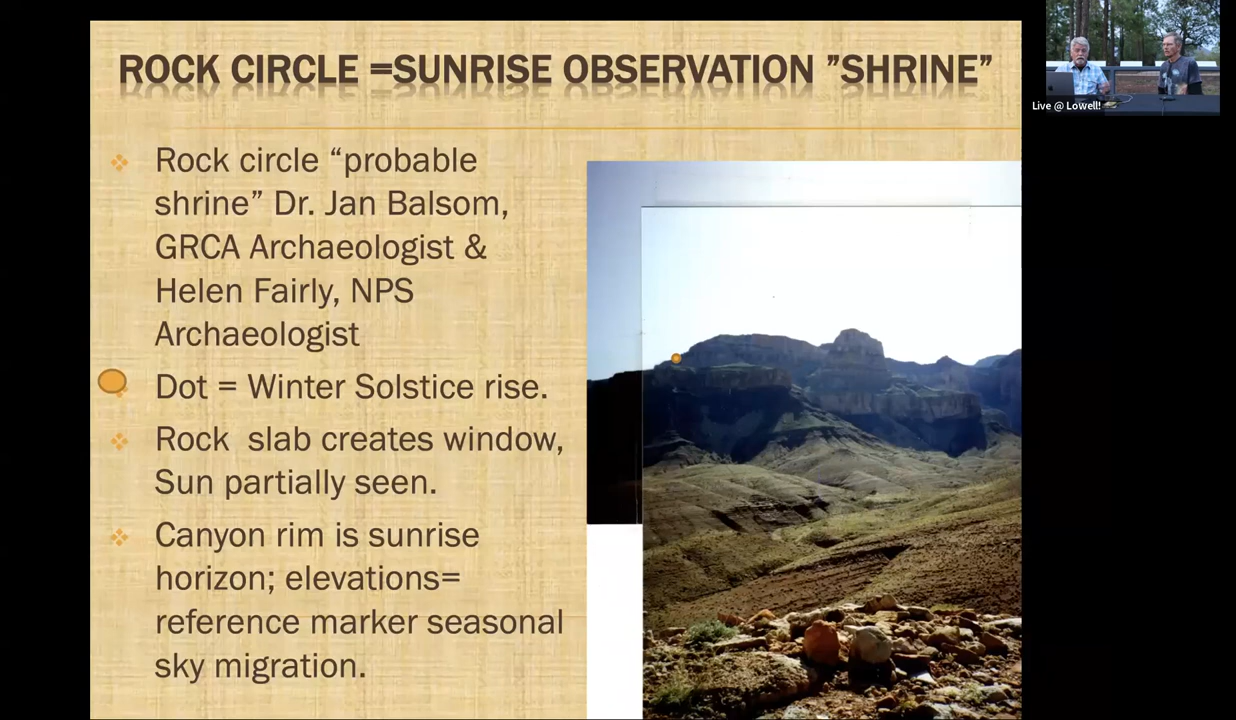 ROCK CIRCLE =SUNRISE OBSERVATION ”SHRINE”
Live @ Lowell!
Rock circle “probable
shrine” Dr. Jan Balsom,
GRCA Archaeologist &
Helen Fairly, NPS
Archaeologist
Dot = Winter Solstice rise.
Rock slab creates window,
Sun partially seen.
Canyon rim is sunrise
horizon; elevations=
reference marker seasonal
sky migration.